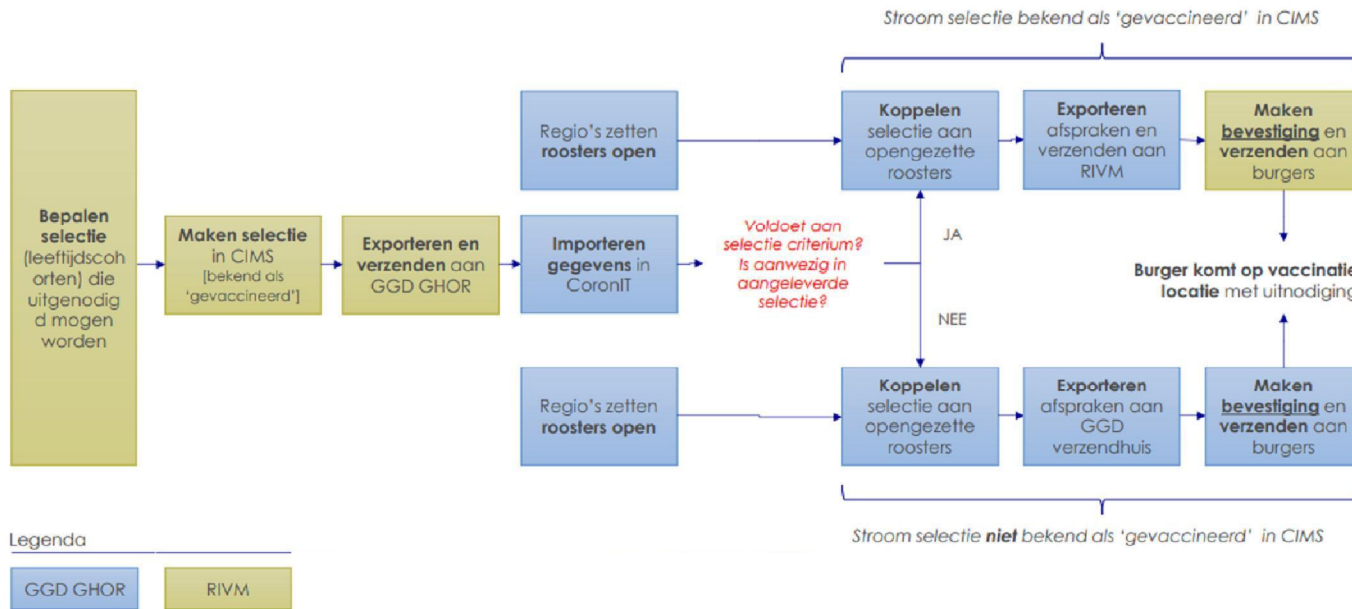 Stroom selectie bekend als ‘gevaccineerd’ in CIMS
Bepalen
selectie
(leeftijdscoh
orten) die
uitgenodig
d mogen
worden
Maken selectie
in CIMS
[bekend als
‘gevaccineerd’]
Exporteren en
verzenden aan
GGD GHOR
Regio’s zetten
roosters open
Importeren
gegevens in
CoronIT
Regio’s zetten
roosters open
Voldoet aan
selectie criterium?
Is aanwezig in
aangeleverde
selectie?
JA
NEE
Koppelen
selectie aan
opengezette
roosters
Exporteren
afspraken en
verzenden aan
RIVM
Maken
bevestiging en
verzenden aan
burgers
Burger komt op vaccinatie
locatie met uitnodiging
Koppelen
selectie aan
opengezette
roosters
Exporteren
afspraken aan
GGD
verzendhuis
Maken
bevestiging en
verzenden aan
burgers
Stroom selectie niet bekend als ‘gevaccineerd’ in CIMS
Legenda
GGD GHOR
RIVM